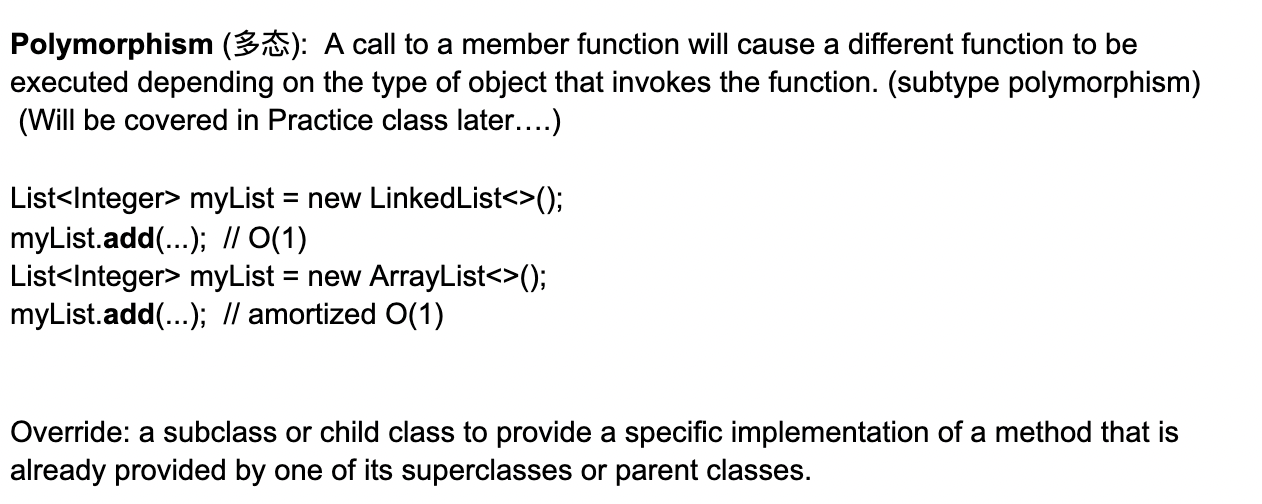 Polymorphism (多态):  A call to a member function will cause a different function to be
executed depending on the type of object that invokes the function. (subtype polymorphism)
(Will be covered in Practice class later….)
List<Integer> myList = new LinkedList<>();
myList.add(...);  // O(1)
List<Integer> myList = new ArrayList<>();
myList.add(...);  // amortized O(1)
Override: a subclass or child class to provide a specific implementation of a method that is
already provided by one of its superclasses or parent classes.